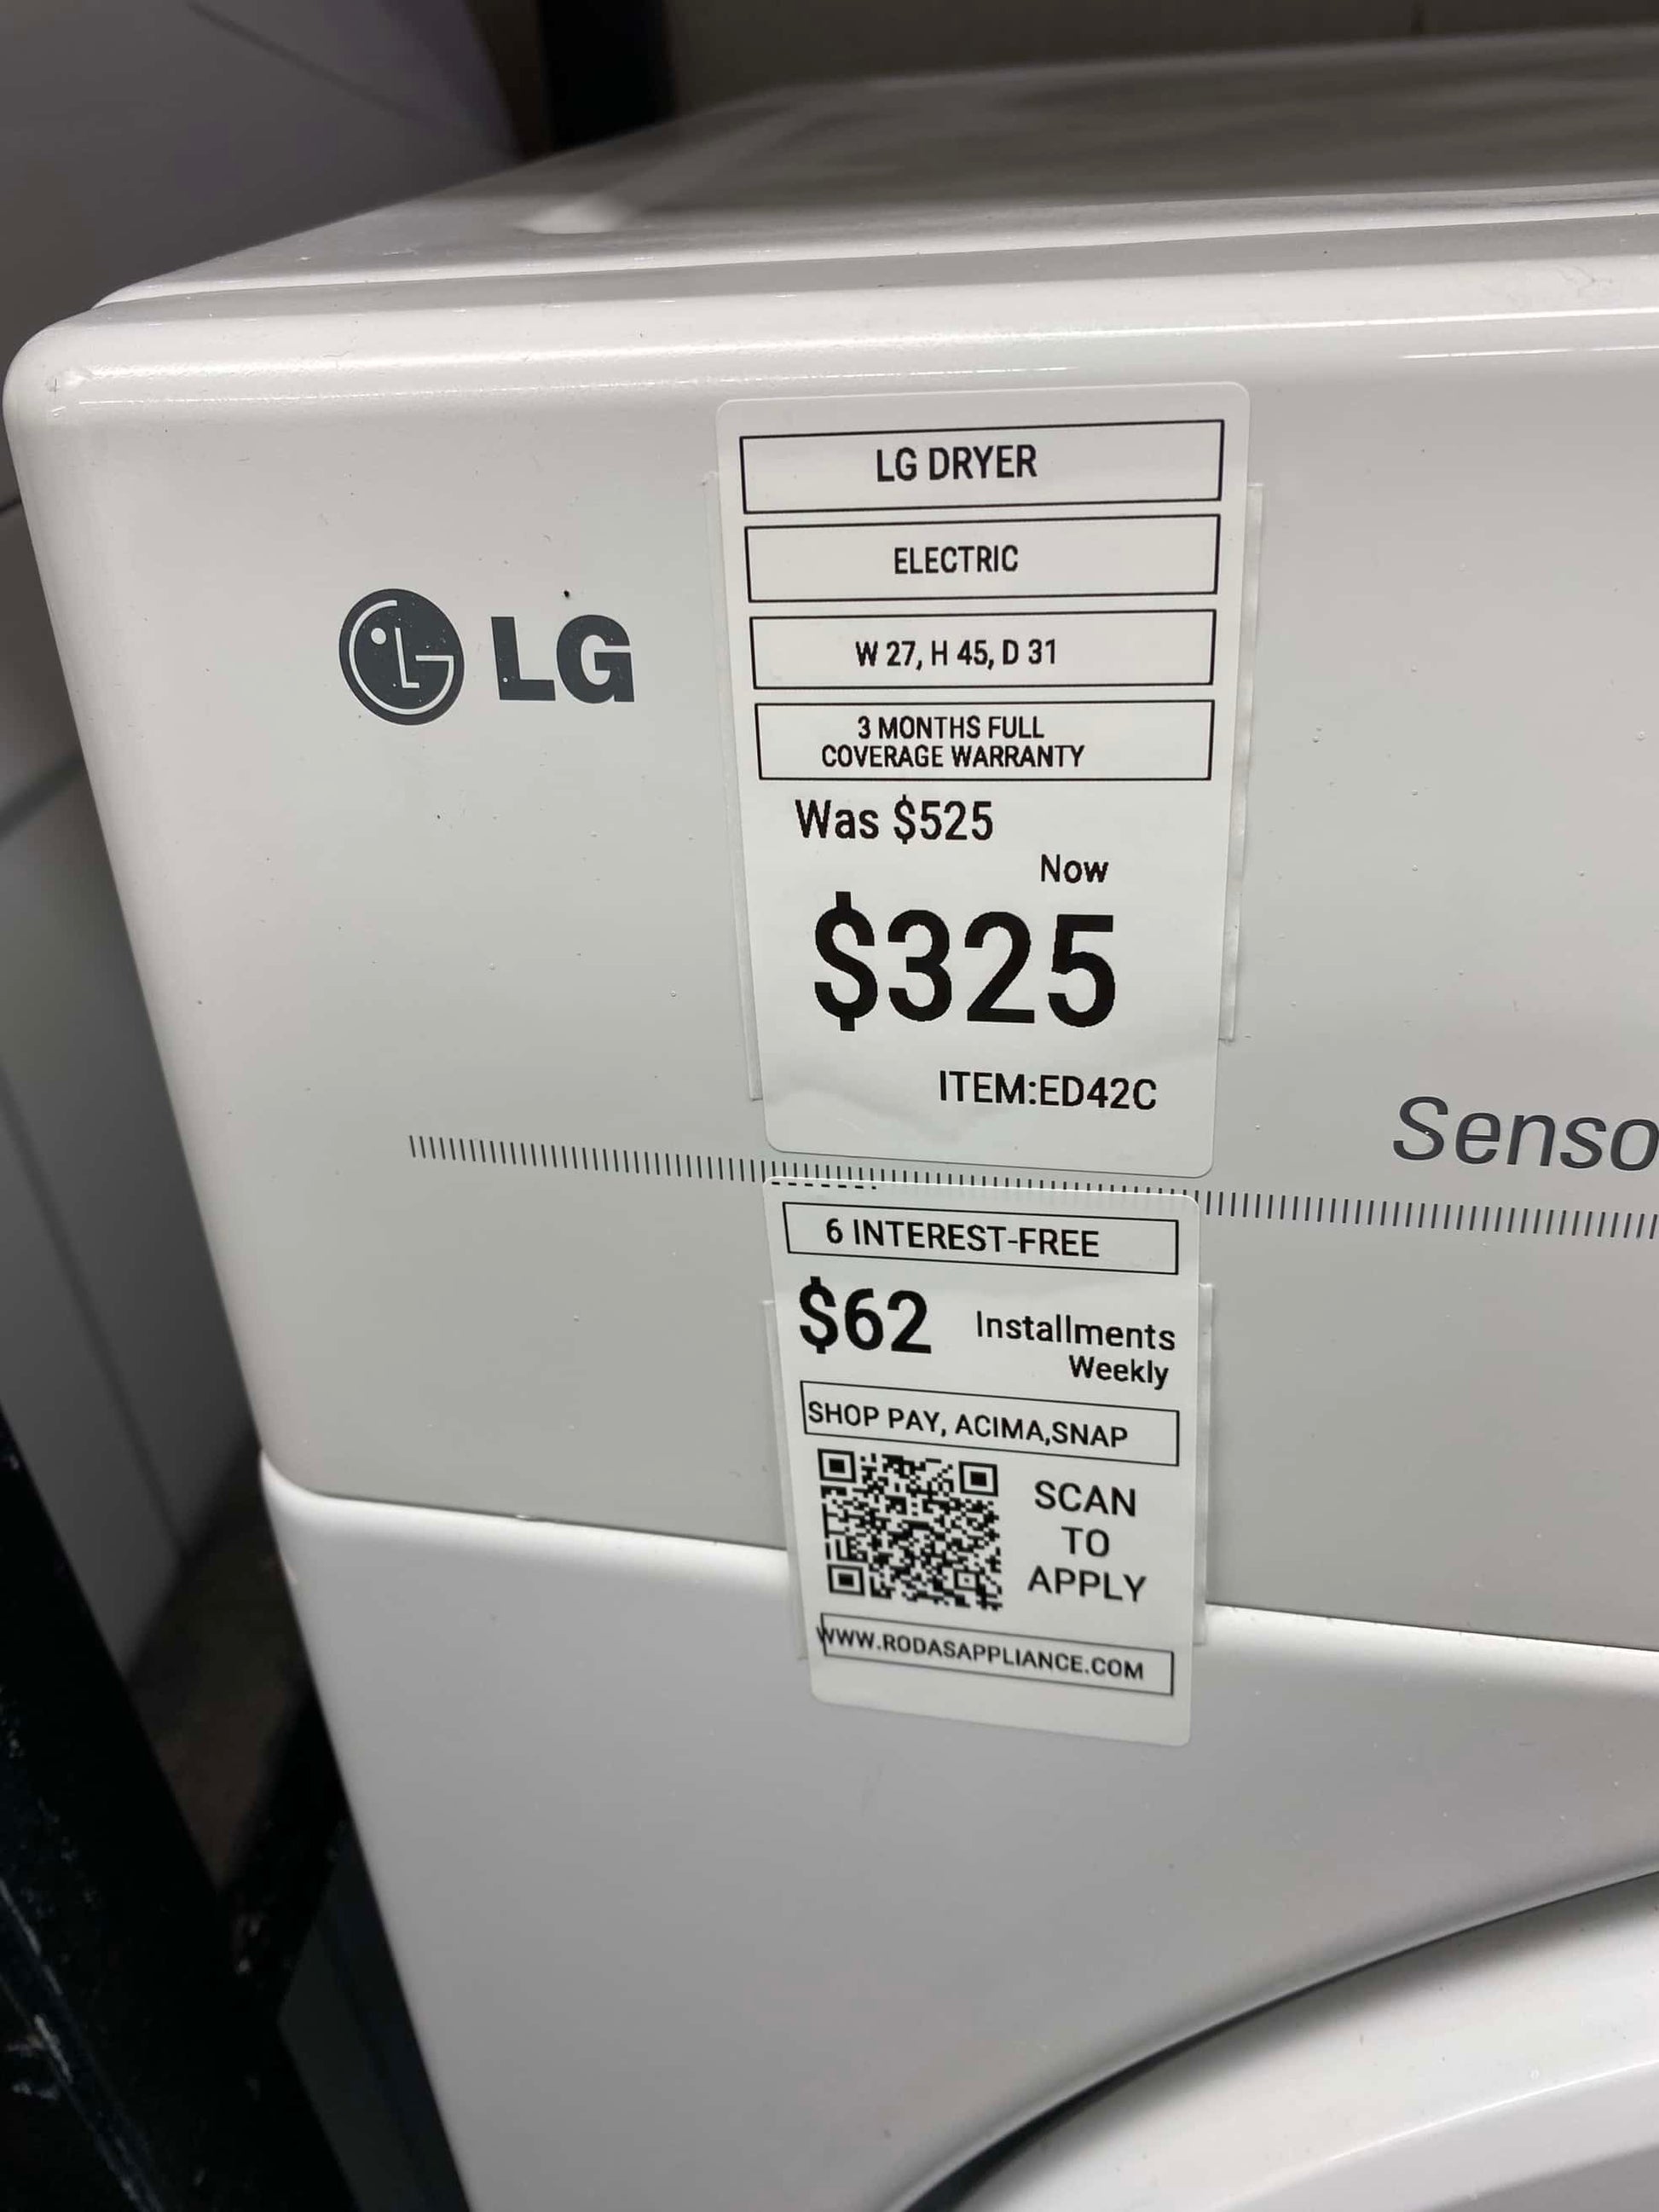 LG
LG DRYER
ELECTRIC
W 27, H 45, D 31
3 MONTHS FULL
COVERAGE WARRANTY
Was $525
Now
$325
ITEM:ED42C
Senso
6 INTEREST-FREE
$62 Installments
Weekly
SHOP PAY, ACIMA,SNAP
SCAN
TO
APPLY
WWW.RODASAPPLIANCE.COM